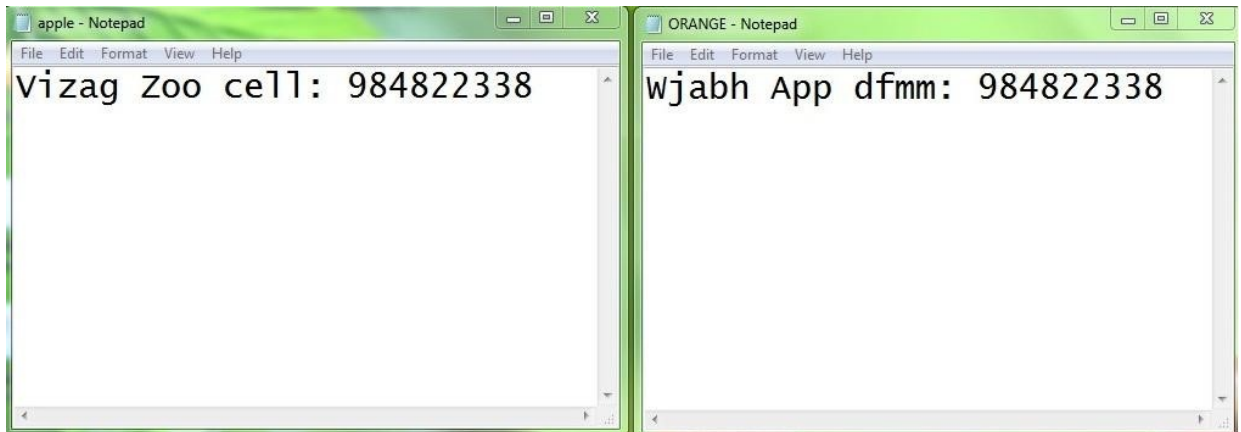 apple - Notepad
File Edit Format View Help
Vizag Zoo cell: 984822338
ORANGE - Notepad
File Edit Format View Help
Wjabh App dfmm: 984822338